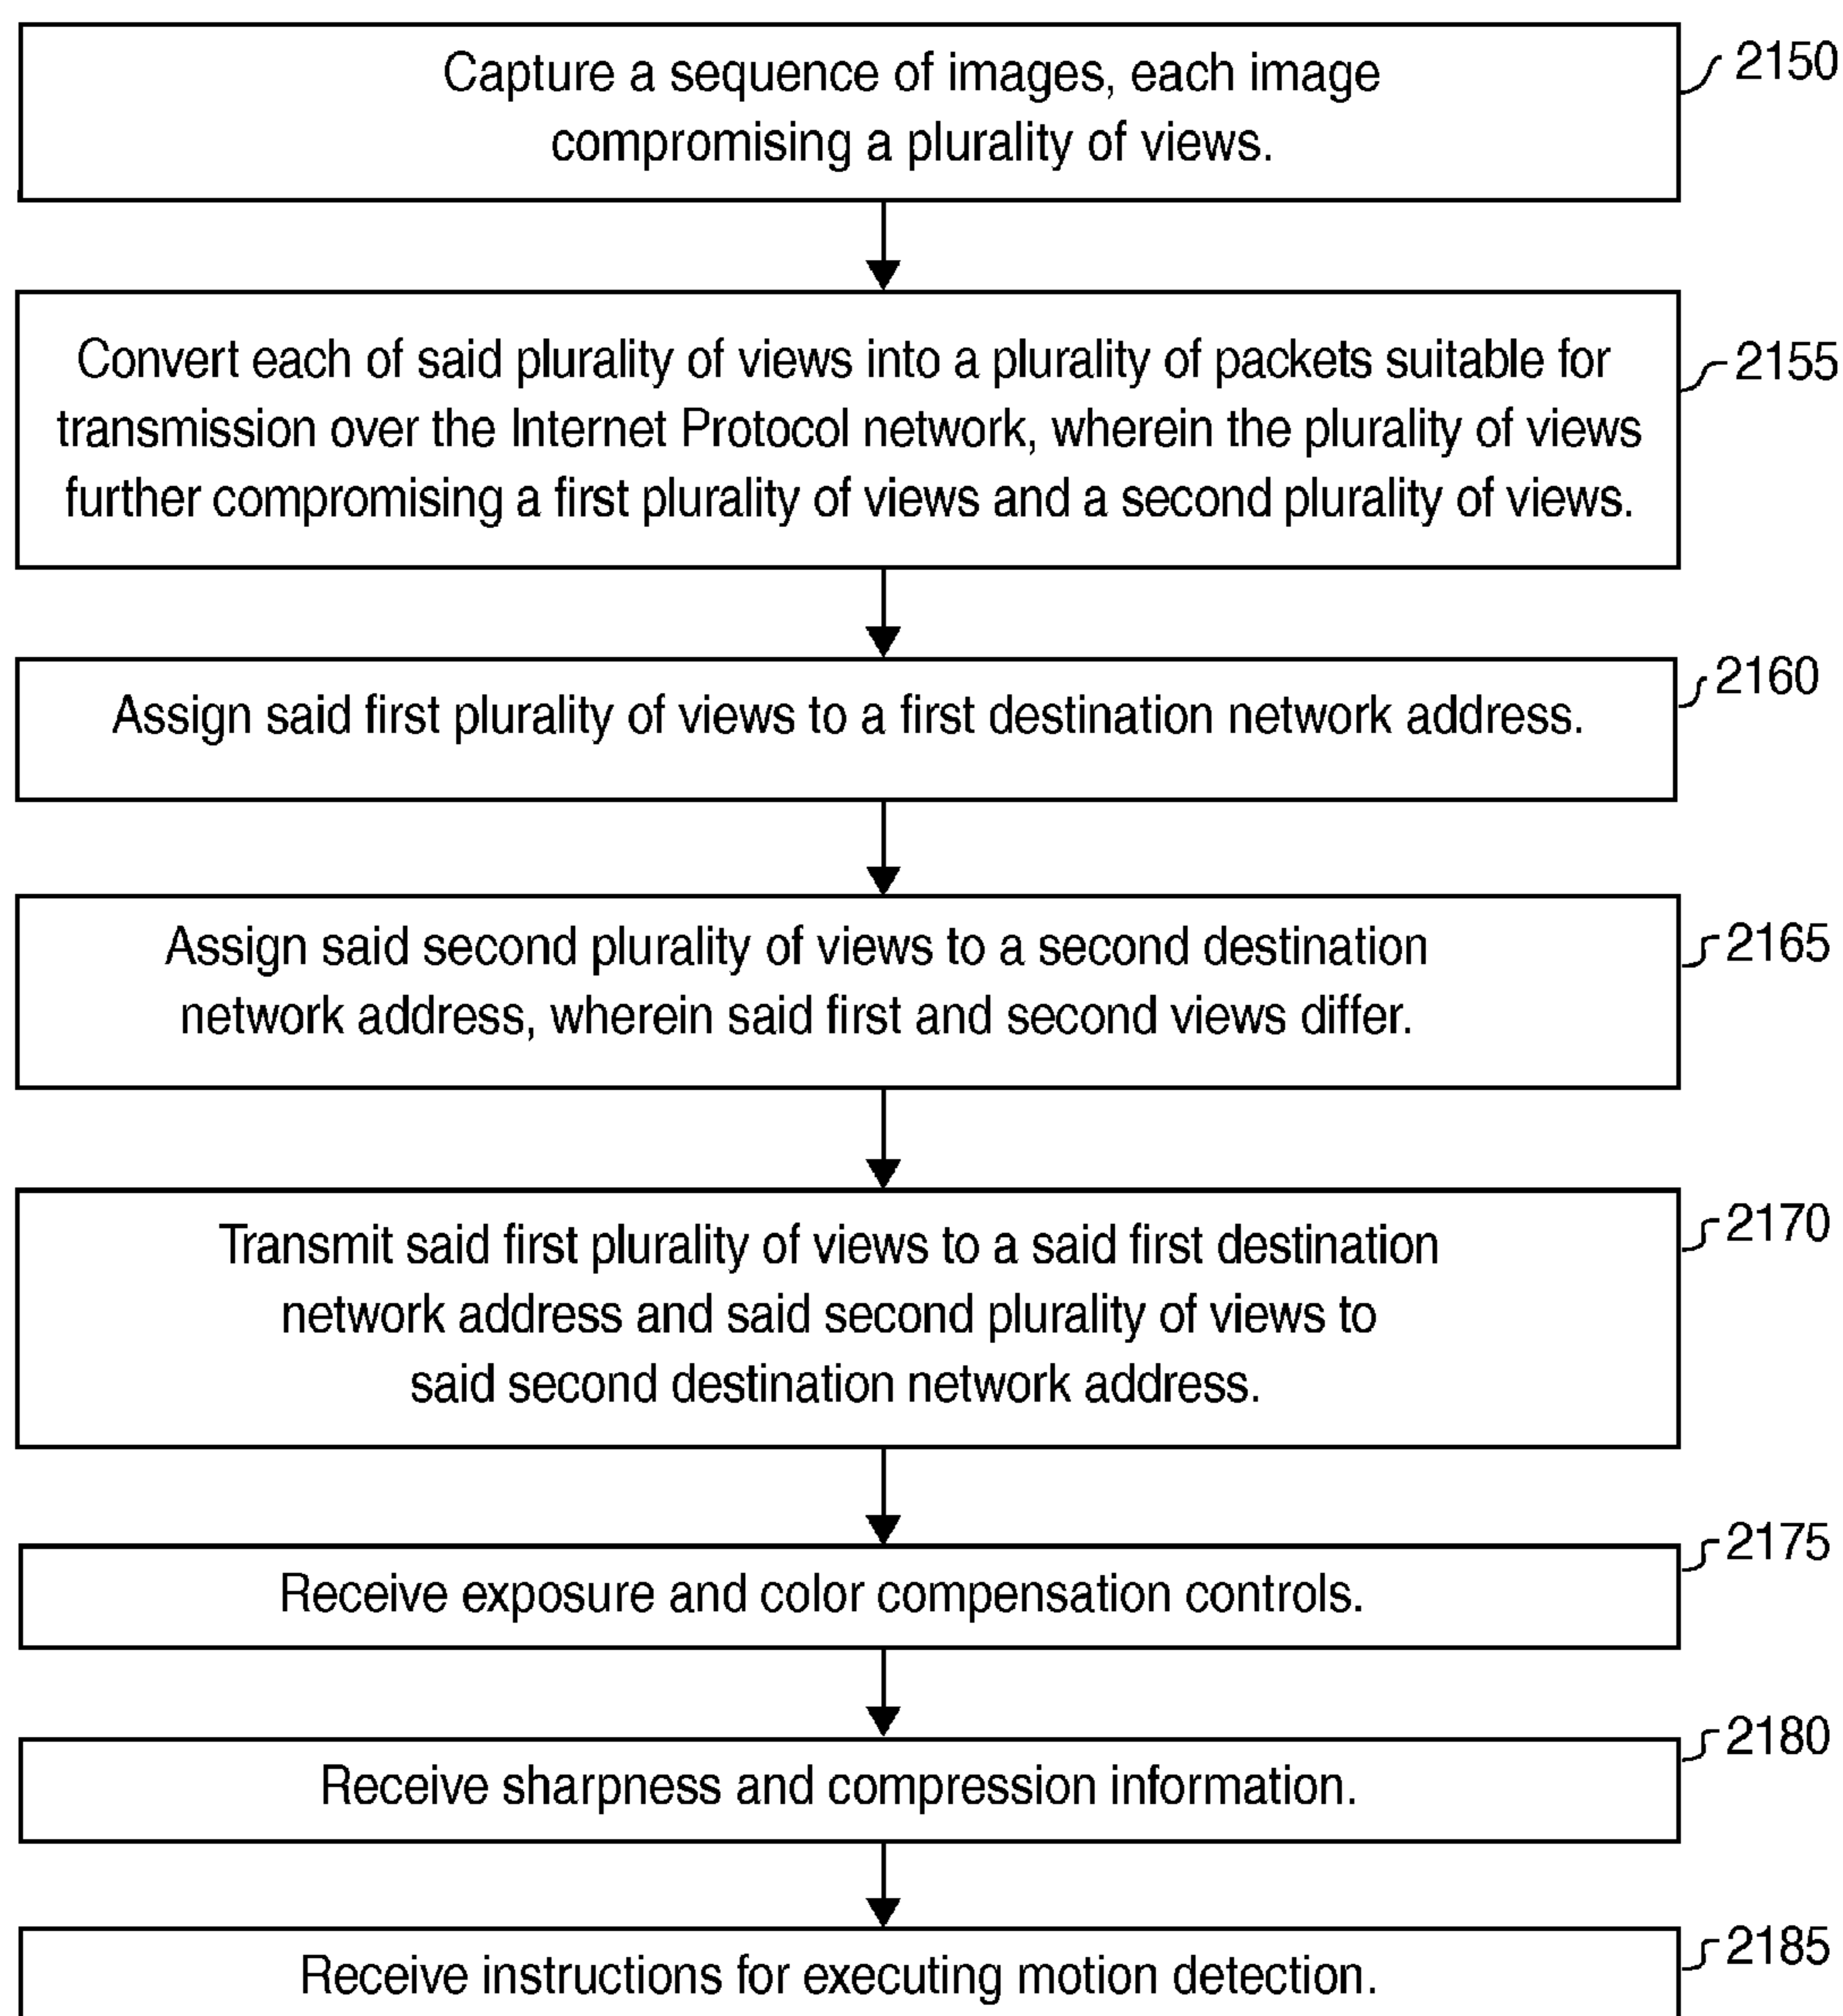 Capture a sequence of images, each image
compromising a plurality of views.
2150
Convert each of said plurality of views into a plurality of packets suitable for
transmission over the Internet Protocol network, wherein the plurality of views
further compromising a first plurality of views and a second plurality of views.
2155
Assign said first plurality of views to a first destination network address.
2160
Assign said second plurality of views to a second destination
network address, wherein said first and second views differ.
2165
Transmit said first plurality of views to a said first destination
network address and said second plurality of views to
said second destination network address.
2170
Receive exposure and color compensation controls.
2175
Receive sharpness and compression information.
2180
Receive instructions for executing motion detection.
2185